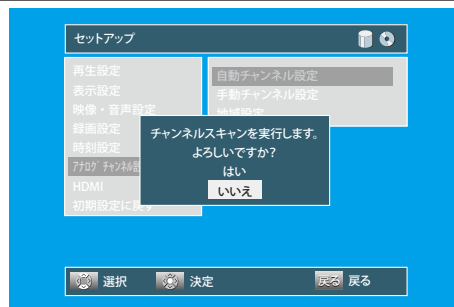 セットアップ
再生設定
表示設定
映像・音声設定
録画設定
時刻設定
アナログ チャンネル設
HDMI
初期設定に戻す
自動チャンネル設定
手動チャンネル設定
地域設定
チャンネルスキャンを実行します。
よろしいですか?
はい
いいえ
選択
決定
戻る 戻る